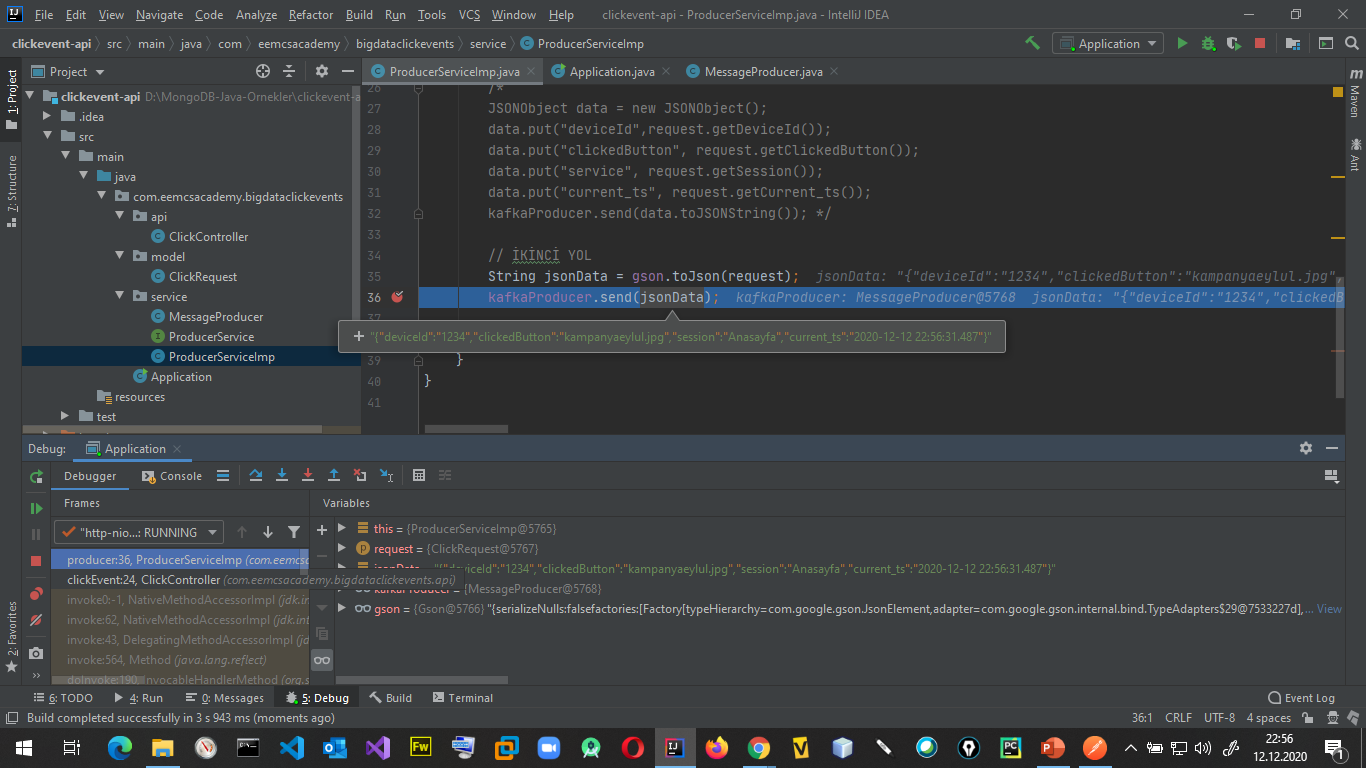 File Edit View Navigate Code Analyze Refactor Build Run Tools VCS Window Help clickevent-api - ProducerServiceImp.java - IntelliJ IDEA
clickevent-api src main java com eemcsacademy bigdataclickevents service ProducerServiceImp Application
Project
ProducerServiceImp.java Application.java MessageProducer.java
1: Project
7: Structure
2: Favorites
Maven
Ant
clickevent-api D:\MongoDB-Java-Ornekler\clickevent-a
.idea
src
main
java
com.eemcsacademy.bigdataclickevents
api
ClickController
model
ClickRequest
service
MessageProducer
ProducerService
ProducerServiceImp
Application
resources
test
26 /*
27 JSONObject data = new JSONObject();
28 data.put("deviceId",request.getDeviceId());
29 data.put("clickedButton", request.getClickedButton());
30 data.put("service", request.getSession());
31 data.put("current_ts", request.getCurrent_ts());
32 kafkaProducer.send(data.toJSONString()); */
33
34 // İKİNCİ YOL
35 String jsonData = gson.toJson(request); jsonData: "{"deviceId":"1234","clickedButton":"kampanyaeylul.jpg",
36 kafkaProducer.send(jsonData); kafkaProducer: MessageProducer@5768 jsonData: "{"deviceId":"1234","clickedB
"{"deviceId":"1234","clickedButton":"kampanyaeylul.jpg","session":"Anasayfa","current_ts":"2020-12-12 22:56:31.487"}"
39 }
40 }
41
Debug: Application
Debugger Console
Frames
Variables
"http-nio...: RUNNING
producer:36, ProducerServiceImp (com.eemcsa
clickEvent:24, ClickController (com.eemcsacademy.bigdataclickevents.api)
invoke0:-1, NativeMethodAccessorImpl (jdk.int
invoke:62, NativeMethodAccessorImpl (jdk.inte
invoke:43, DelegatingMethodAccessorImpl (jd
invoke:564, Method (java.lang.reflect)
doInvoke:190, InvocableHandlerMethod (org.s
this = {ProducerServiceImp@5765}
request = {ClickRequest@5767}
jsonData = "{"deviceId":"1234","clickedButton":"kampanyaeylul.jpg","session":"Anasayfa","current_ts":"2020-12-12 22:56:31.487"}"
kafkaProducer = {MessageProducer@5768}
gson = {Gson@5766} "{serializeNulls:falsefactories:[Factory[typeHierarchy=com.google.gson.JsonElement,adapter=com.google.gson.internal.bind.TypeAdapters$29@7533227d],... View
6: TODO 4: Run 0: Messages 5: Debug Build Terminal Event Log
Build completed successfully in 3 s 943 ms (moments ago) 36:1 CRLF UTF-8 4 spaces
22:56
12.12.2020